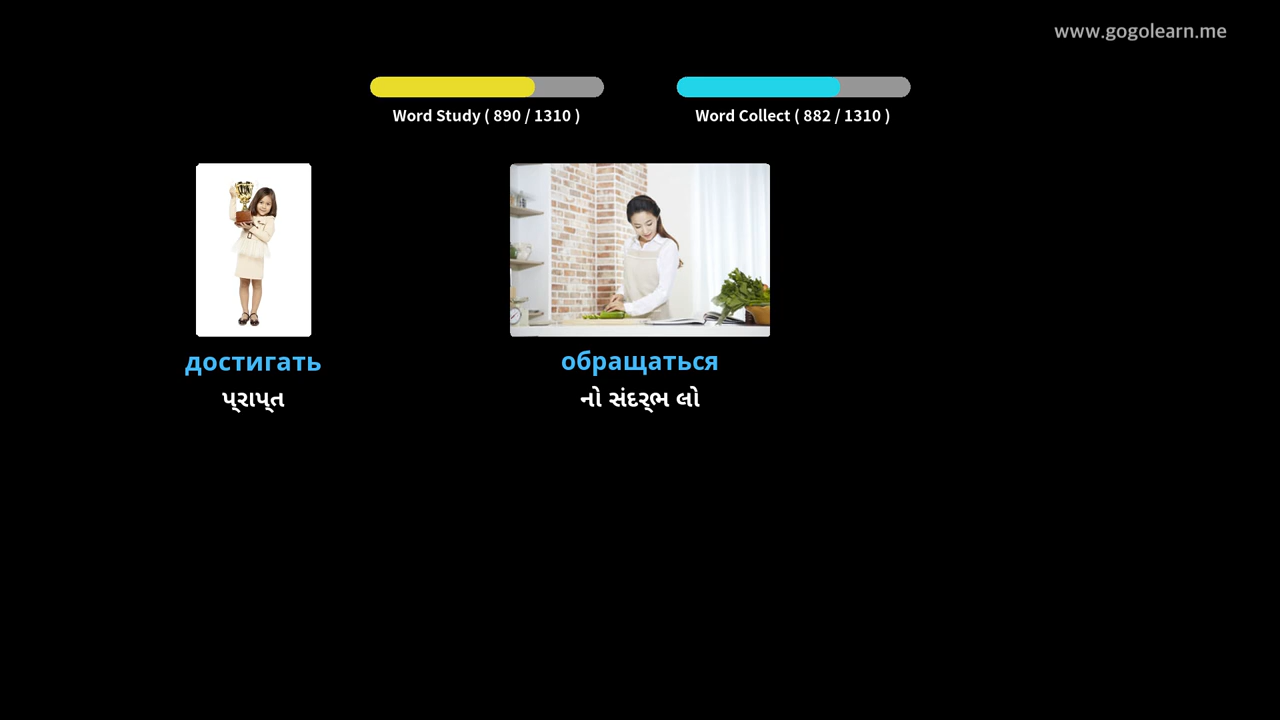 www.gogolearn.me
Word Study ( 890 / 1310 )
Word Collect ( 882 / 1310 )
достигать
પ્રાપ્ત
обращаться
નો સંદર્ભ લો